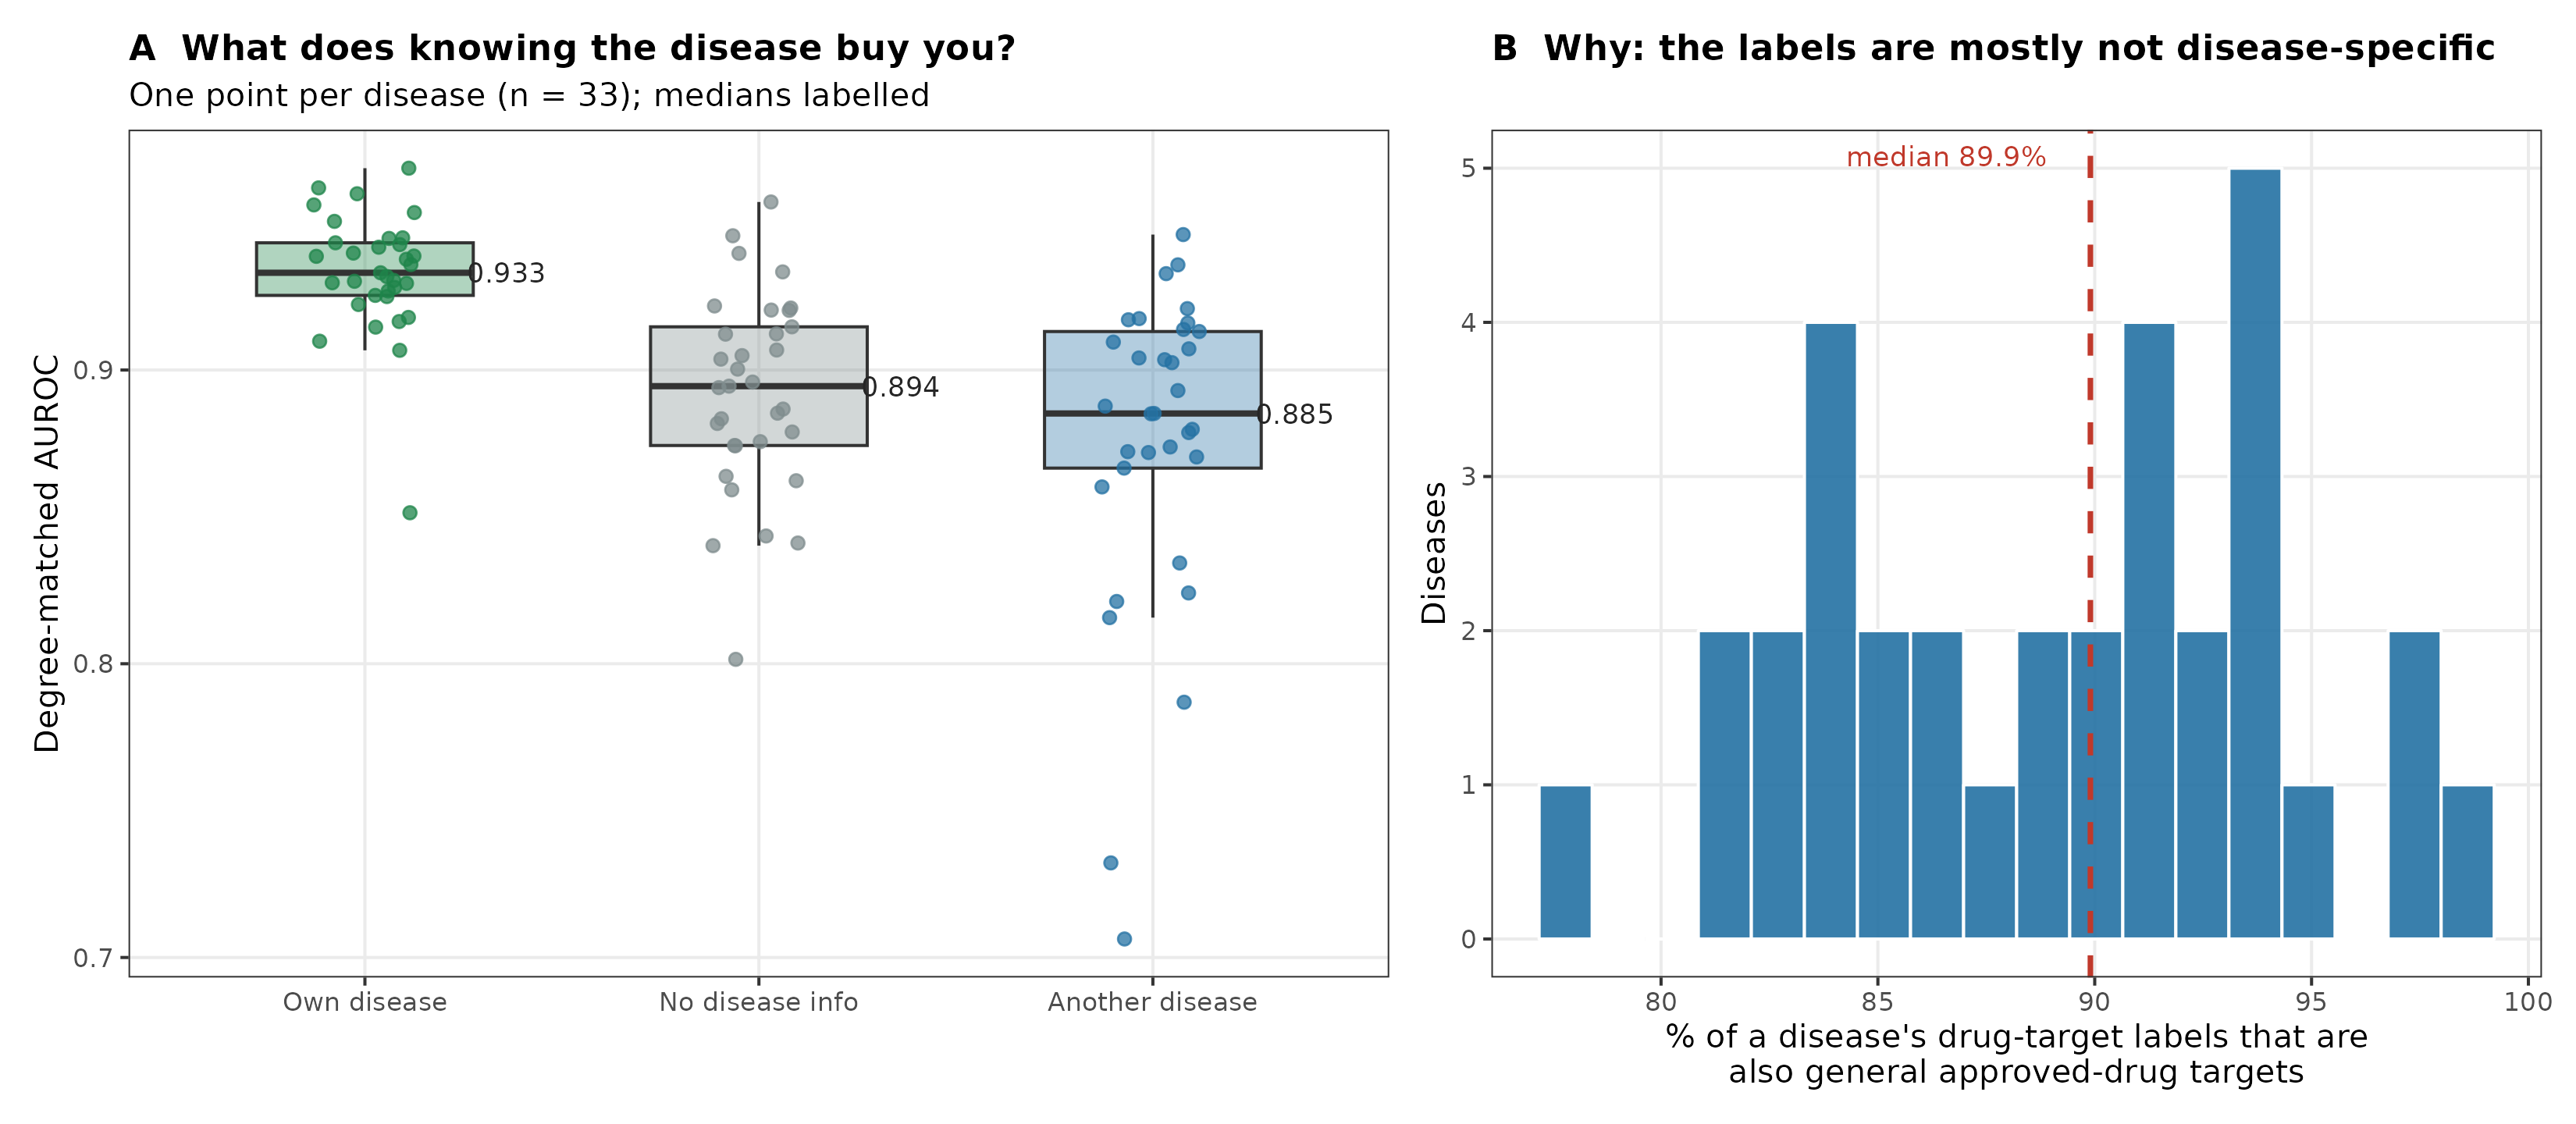 A What does knowing the disease buy you?
One point per disease (n = 33); medians labelled
Degree-matched AUROC
0.9
0.8
0.7
0.933
0.894
0.885
Own disease
No disease info
Another disease
B Why: the labels are mostly not disease-specific
median 89.9%
Diseases
5
4
3
2
1
0
80
85
90
95
100
% of a disease's drug-target labels that are
also general approved-drug targets